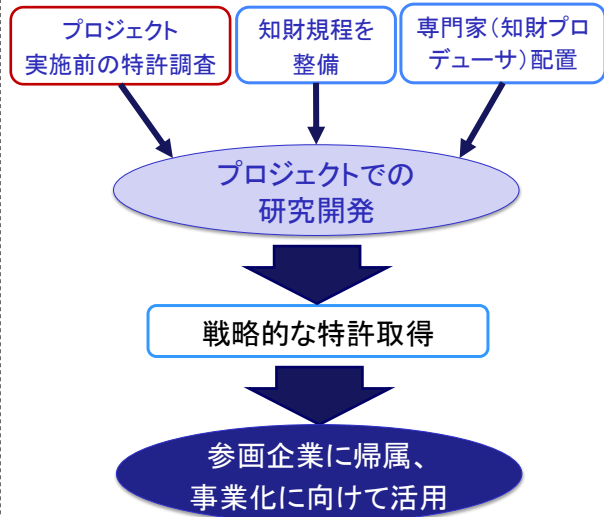 プロジェクト
実施前の特許調査
知財規程を
整備
専門家(知財プロ
デューサ)配置
プロジェクトでの
研究開発
戦略的な特許取得
参画企業に帰属、
事業化に向けて活用